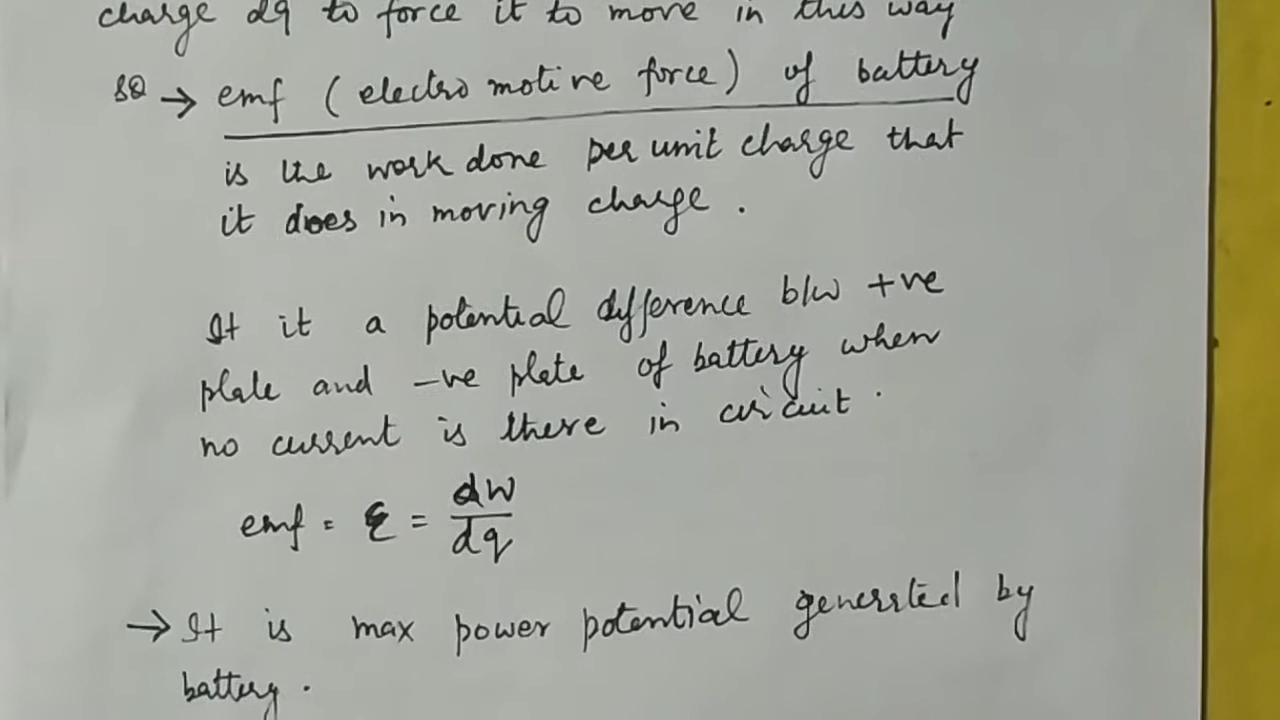 charge dq to force it to move in this way
so → emf (electro motive force) of battery
is the work done per unit charge that
it does in moving charge.
It it a potential difference b/w +ve
plate and -ve plate of battery when
no current is there in circuit.
emf = ε = dW/dq
→ It is max power potential generated by
battery.